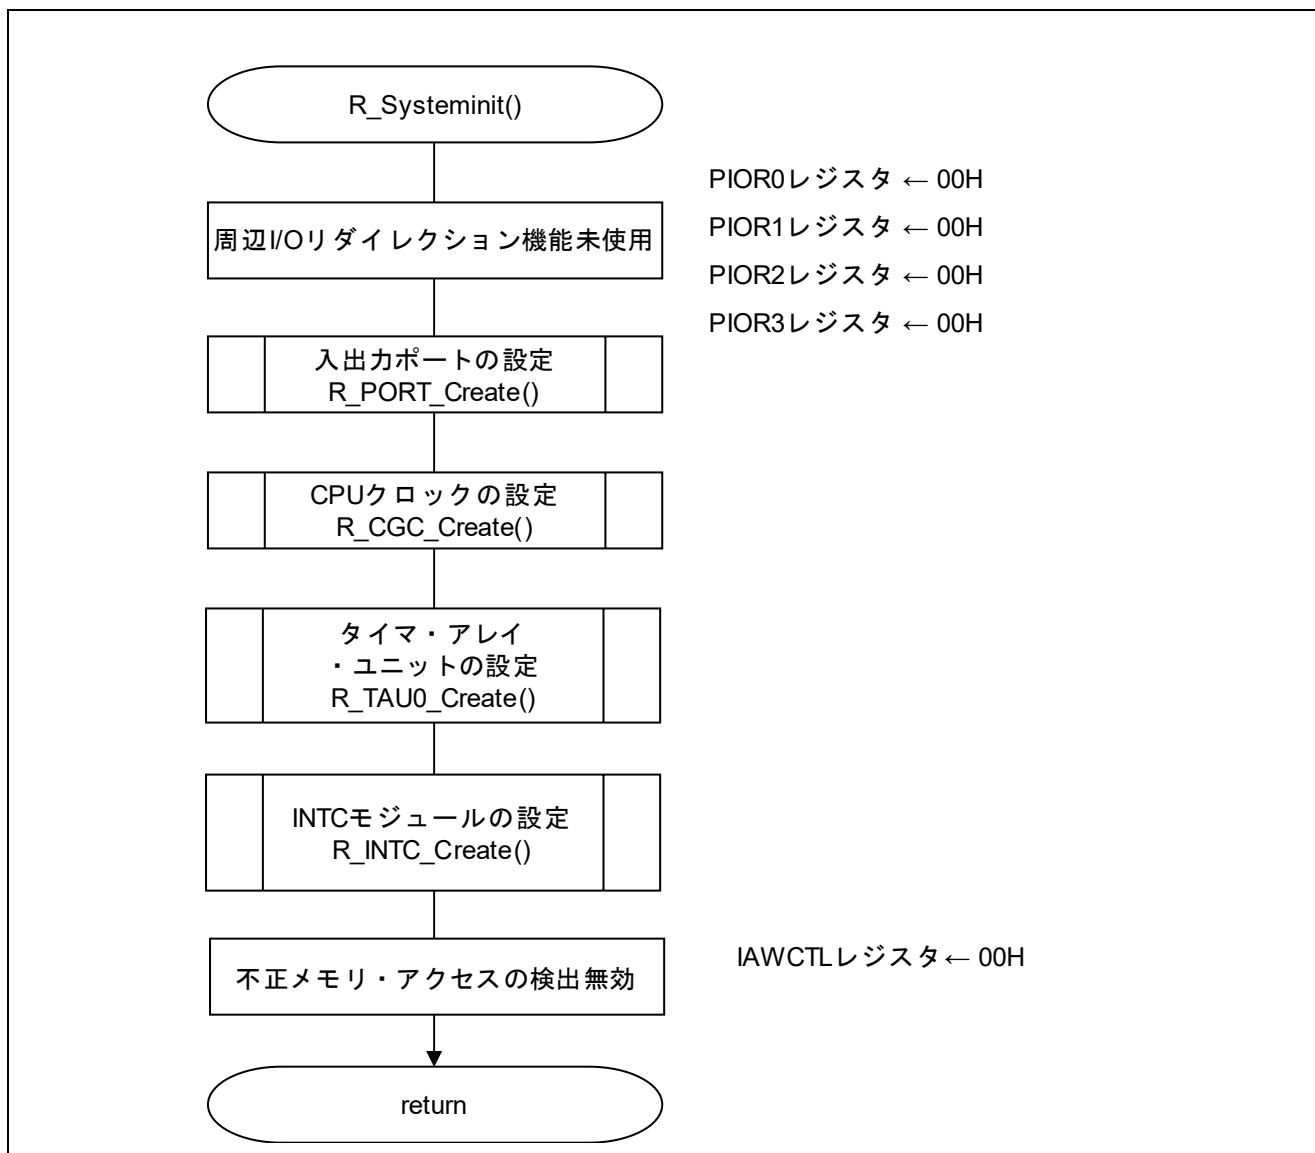 R_Systeminit()
周辺I/Oリダイレクション機能未使用
PIOR0レジスタ ← 00H
PIOR1レジスタ ← 00H
PIOR2レジスタ ← 00H
PIOR3レジスタ ← 00H
入出力ポートの設定
R_PORT_Create()
CPUクロックの設定
R_CGC_Create()
タイマ・アレイ
・ユニットの設定
R_TAU0_Create()
INTCモジュールの設定
R_INTC_Create()
不正メモリ・アクセスの検出無効
IAWCTLレジスタ← 00H
return